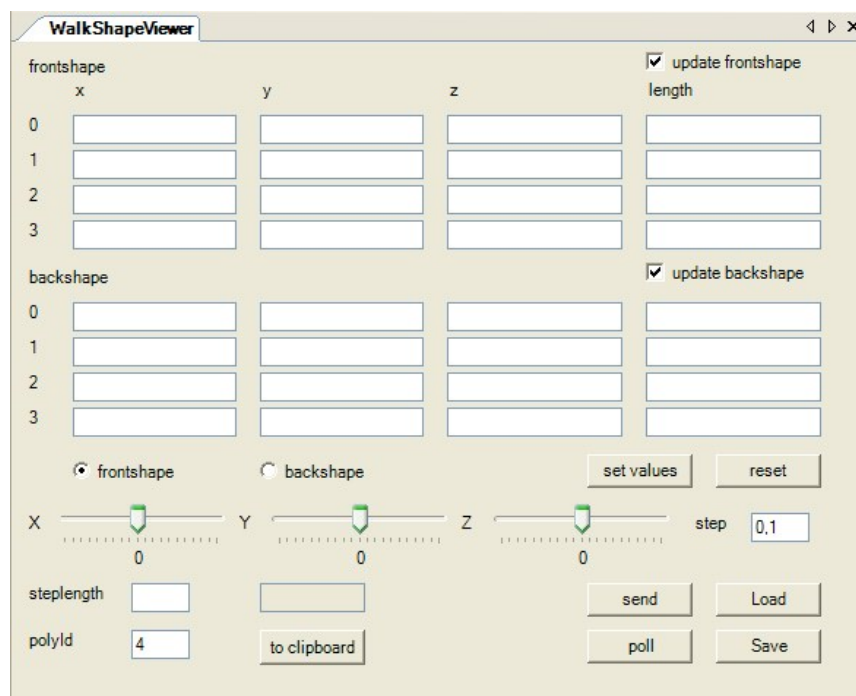 WalkShapeViewer
frontshape
update frontshape
x y z length
0
1
2
3
backshape
update backshape
0
1
2
3
frontshape backshape set values reset
X Y Z step 0,1
0 0 0
steplength send Load
polyId 4 to clipboard poll Save